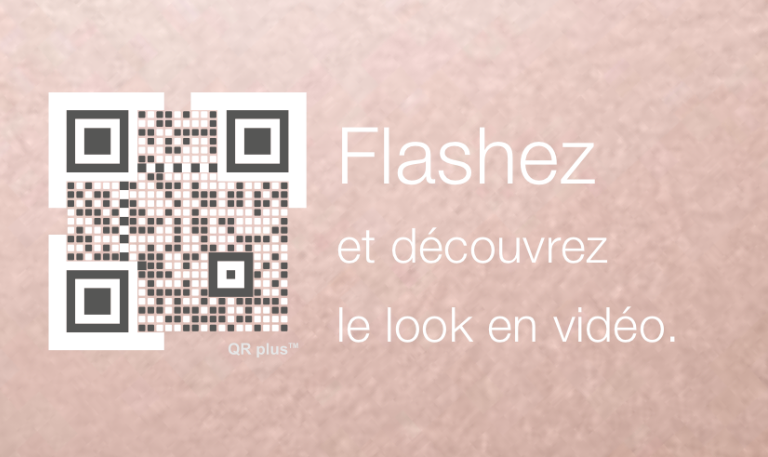 Flashez
et découvrez
le look en vidéo.
QR plus™